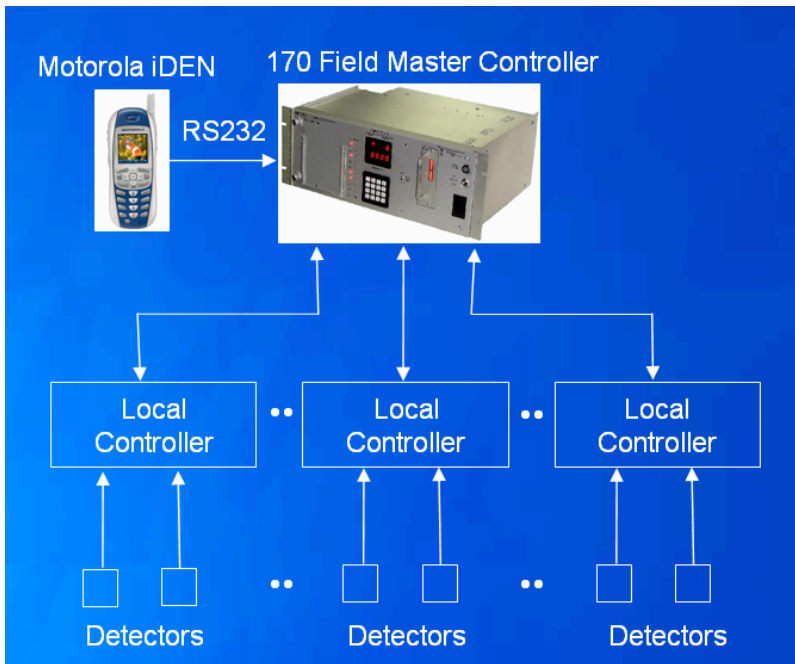 Motorola iDEN
170 Field Master Controller
RS232
Local
Controller
Local
Controller
Local
Controller
Detectors
Detectors
Detectors